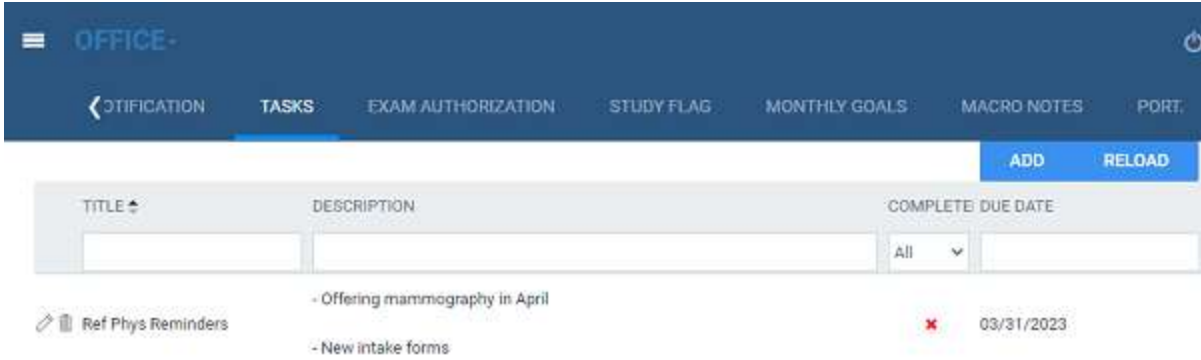 OFFICE-
OTIFICATION TASKS EXAM AUTHORIZATION STUDY FLAG MONTHLY GOALS MACRO NOTES PORT.
ADD RELOAD
TITLE DESCRIPTION COMPLETE DUE DATE
All
- Offering mammography in April
Ref Phys Reminders 03/31/2023
- New intake forms